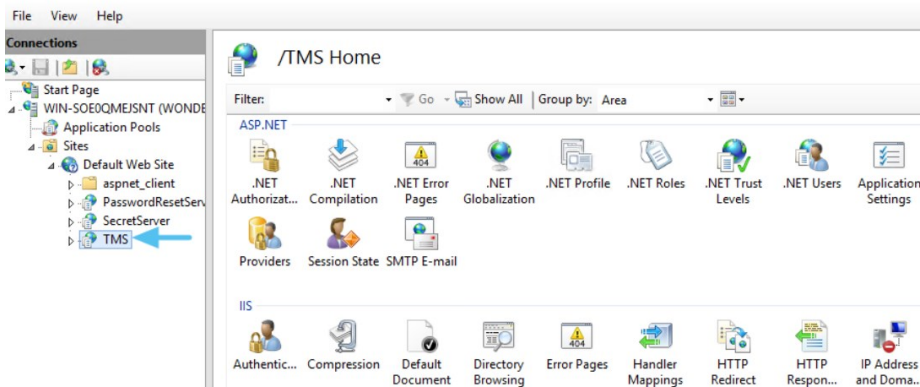 File View Help
Connections
Start Page
WIN-SOE0QMEJSNT (WONDE
Application Pools
Sites
Default Web Site
aspnet_client
PasswordResetServ
SecretServer
TMS
/TMS Home
Filter: Go Show All Group by: Area
ASP.NET
.NET Authorizat...
.NET Compilation
.NET Error Pages
.NET Globalization
.NET Profile
.NET Roles
.NET Trust Levels
.NET Users
Application Settings
Providers
Session State
SMTP E-mail
IIS
Authentic...
Compression
Default Document
Directory Browsing
Error Pages
Handler Mappings
HTTP Redirect
HTTP Respon...
IP Address and Doma...